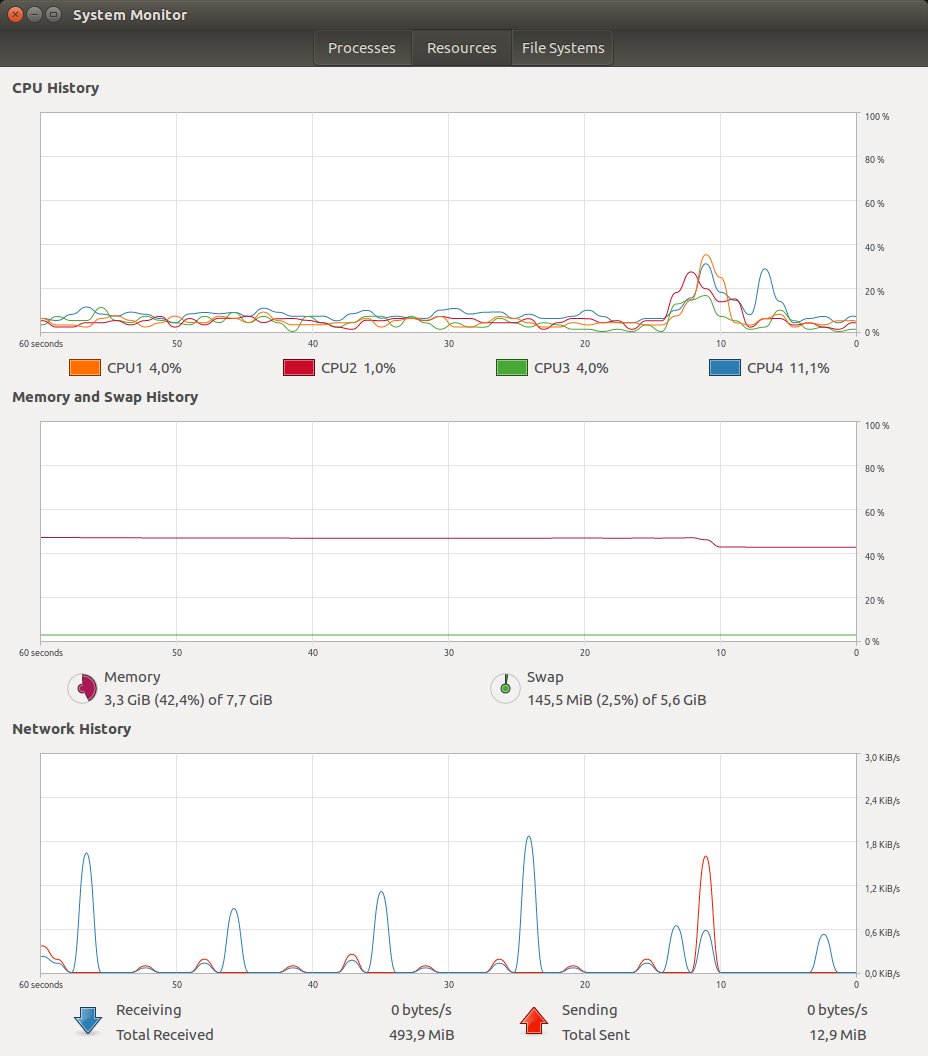 System Monitor
Processes Resources File Systems
CPU History
100 %
80 %
60 %
40 %
20 %
0 %
60 seconds 50 40 30 20 10 0
CPU1 4,0% CPU2 1,0% CPU3 4,0% CPU4 11,1%
Memory and Swap History
100 %
80 %
60 %
40 %
20 %
0 %
60 seconds 50 40 30 20 10 0
Memory Swap
3,3 GiB (42,4%) of 7,7 GiB 145,5 MiB (2,5%) of 5,6 GiB
Network History
3,0 KiB/s
2,4 KiB/s
1,8 KiB/s
1,2 KiB/s
0,6 KiB/s
0,0 KiB/s
60 seconds 50 40 30 20 10 0
Receiving 0 bytes/s Sending 0 bytes/s
Total Received 493,9 MiB Total Sent 12,9 MiB